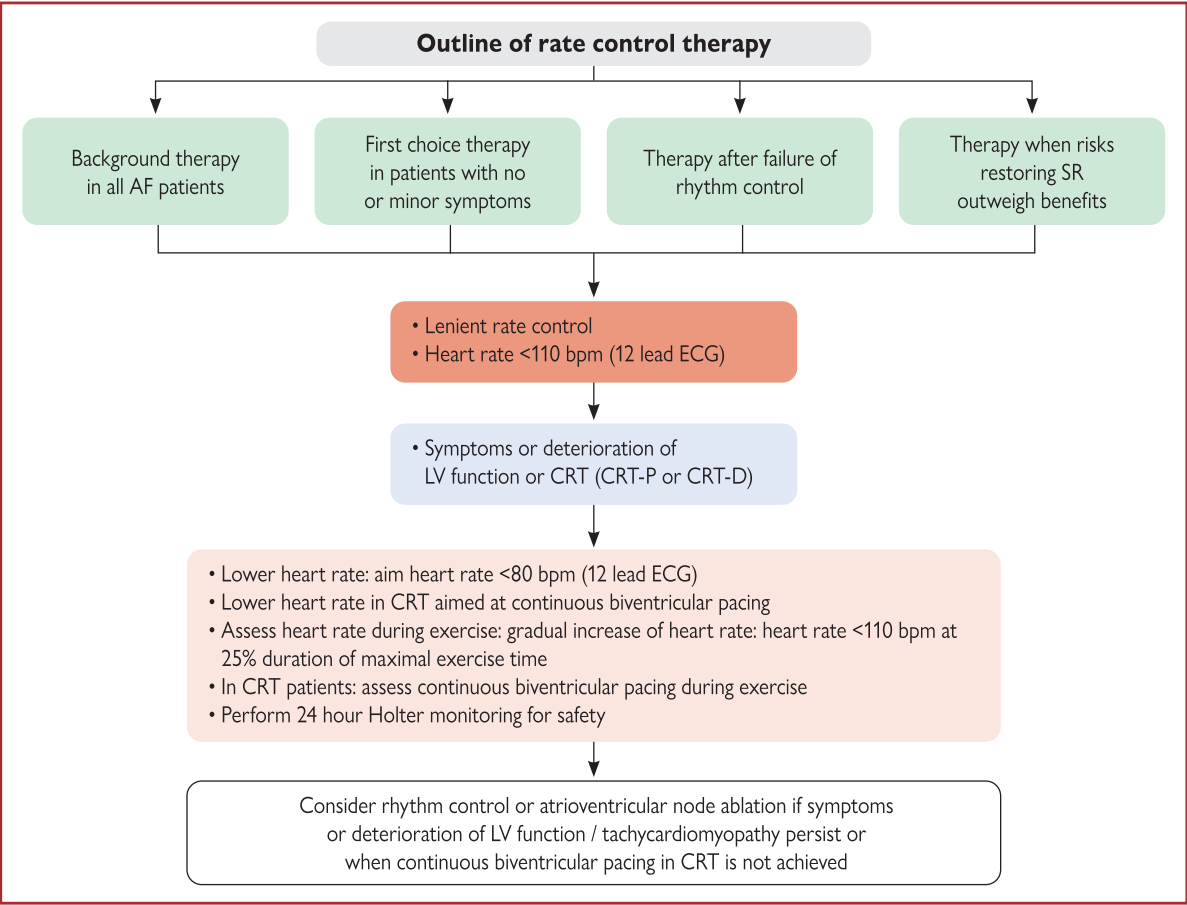 Outline of rate control therapy
Background therapy
in all AF patients
First choice therapy
in patients with no
or minor symptoms
Therapy after failure of
rhythm control
Therapy when risks
restoring SR
outweigh benefits
• Lenient rate control
• Heart rate <110 bpm (12 lead ECG)
• Symptoms or deterioration of
LV function or CRT (CRT-P or CRT-D)
• Lower heart rate: aim heart rate <80 bpm (12 lead ECG)
• Lower heart rate in CRT aimed at continuous biventricular pacing
• Assess heart rate during exercise: gradual increase of heart rate: heart rate <110 bpm at
25% duration of maximal exercise time
• In CRT patients: assess continuous biventricular pacing during exercise
• Perform 24 hour Holter monitoring for safety
Consider rhythm control or atrioventricular node ablation if symptoms
or deterioration of LV function / tachycardiomyopathy persist or
when continuous biventricular pacing in CRT is not achieved